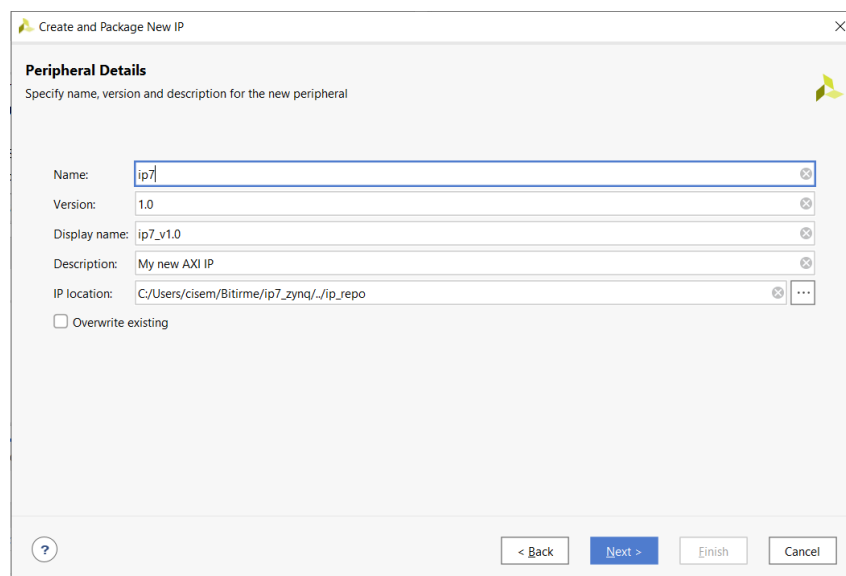 Create and Package New IP
Peripheral Details
Specify name, version and description for the new peripheral
Name: ip7
Version: 1.0
Display name: ip7_v1.0
Description: My new AXI IP
IP location: C:/Users/cisem/Bitirme/ip7_zynq/../ip_repo ...
Overwrite existing
? < Back Next > Finish Cancel